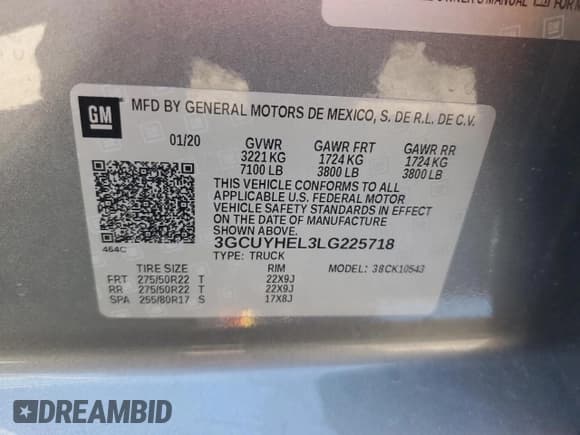 OWNER'S MANUAL
GM
MFD BY GENERAL MOTORS DE MEXICO, S. DE R.L. DE C.V.
01/20 GVWR GAWR FRT GAWR RR
3221 KG 1724 KG 1724 KG
7100 LB 3800 LB 3800 LB
THIS VEHICLE CONFORMS TO ALL
APPLICABLE U.S. FEDERAL MOTOR
VEHICLE SAFETY STANDARDS IN EFFECT
ON THE DATE OF MANUFACTURE
SHOWN ABOVE.
464C
3GCUYHEL3LG225718
TYPE: TRUCK MODEL: 38CK10543
TIRE SIZE RIM
FRT 275/50R22 T 22X9J
RR 275/50R22 T 22X9J
SPA 255/80R17 S 17X8J
DREAMBID